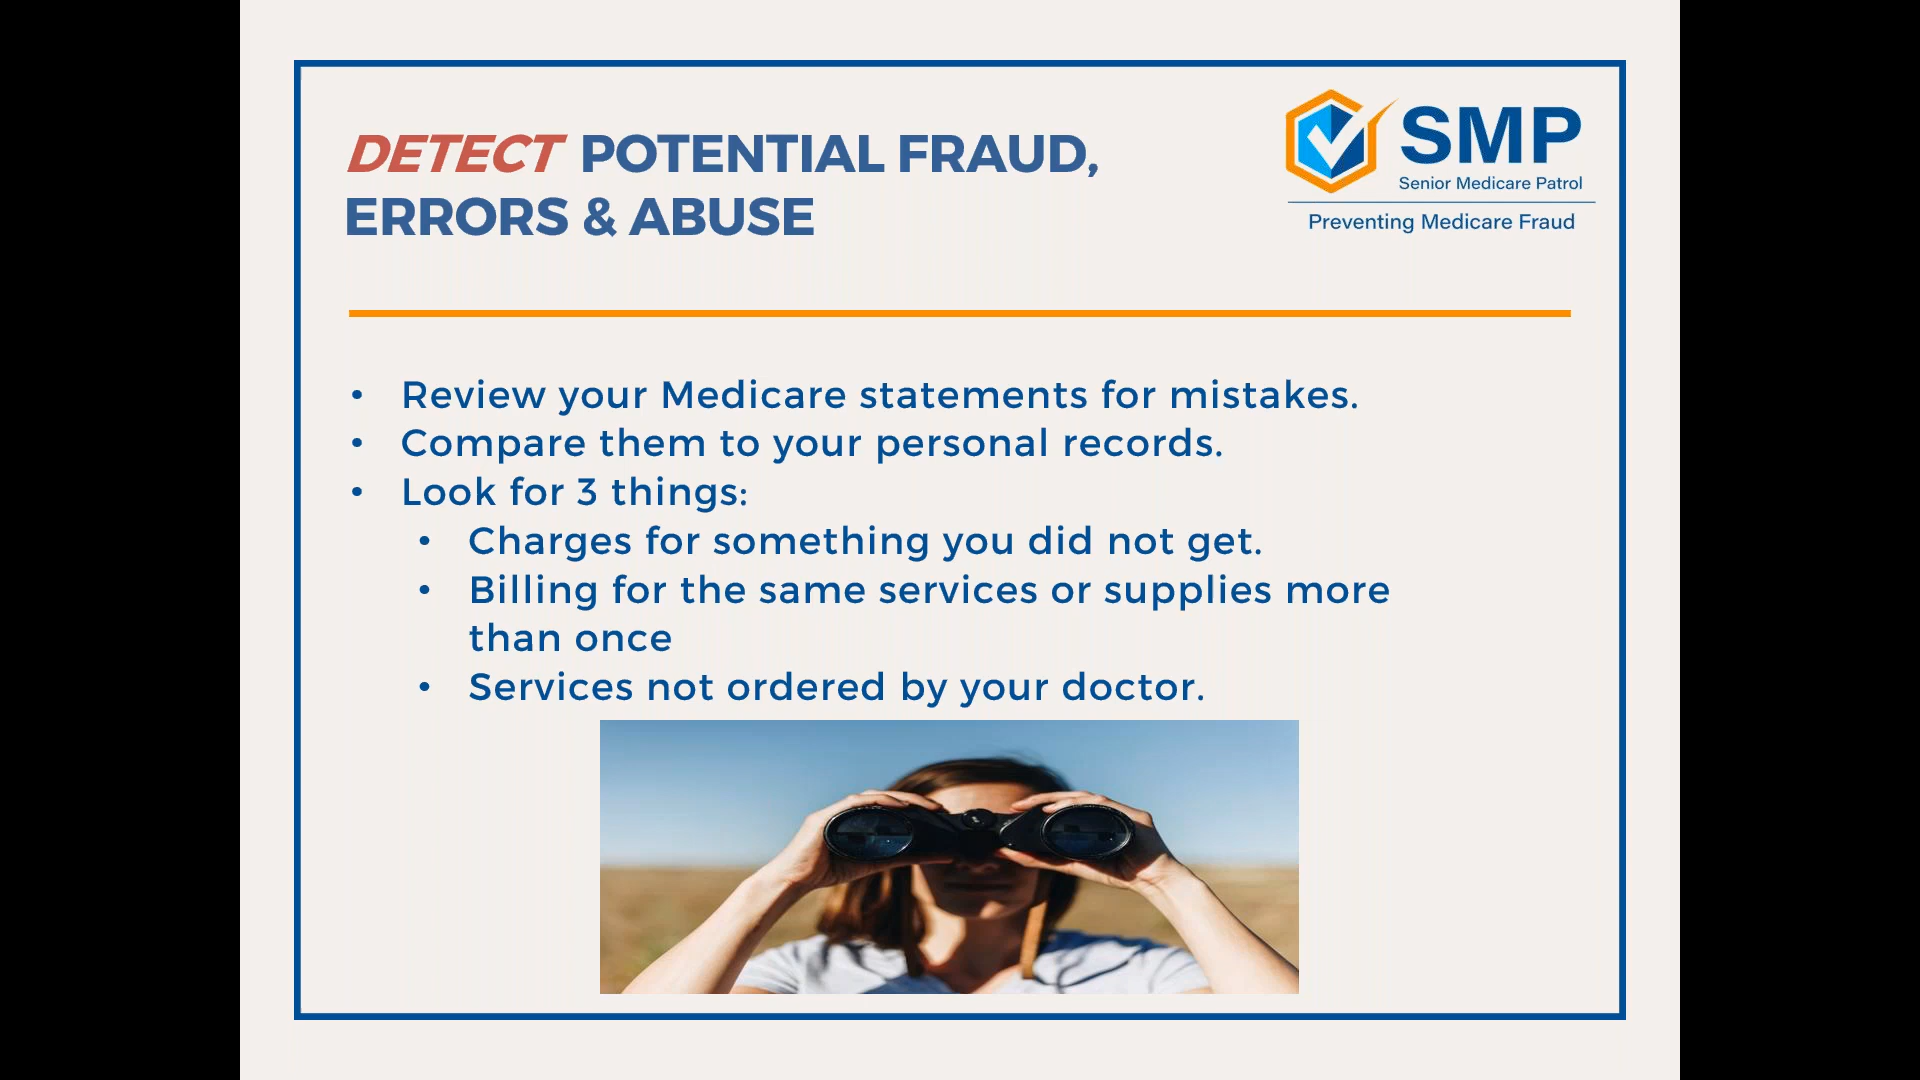 DETECT POTENTIAL FRAUD,
ERRORS & ABUSE
SMP
Senior Medicare Patrol
Preventing Medicare Fraud
• Review your Medicare statements for mistakes.
• Compare them to your personal records.
• Look for 3 things:
• Charges for something you did not get.
• Billing for the same services or supplies more
than once
• Services not ordered by your doctor.